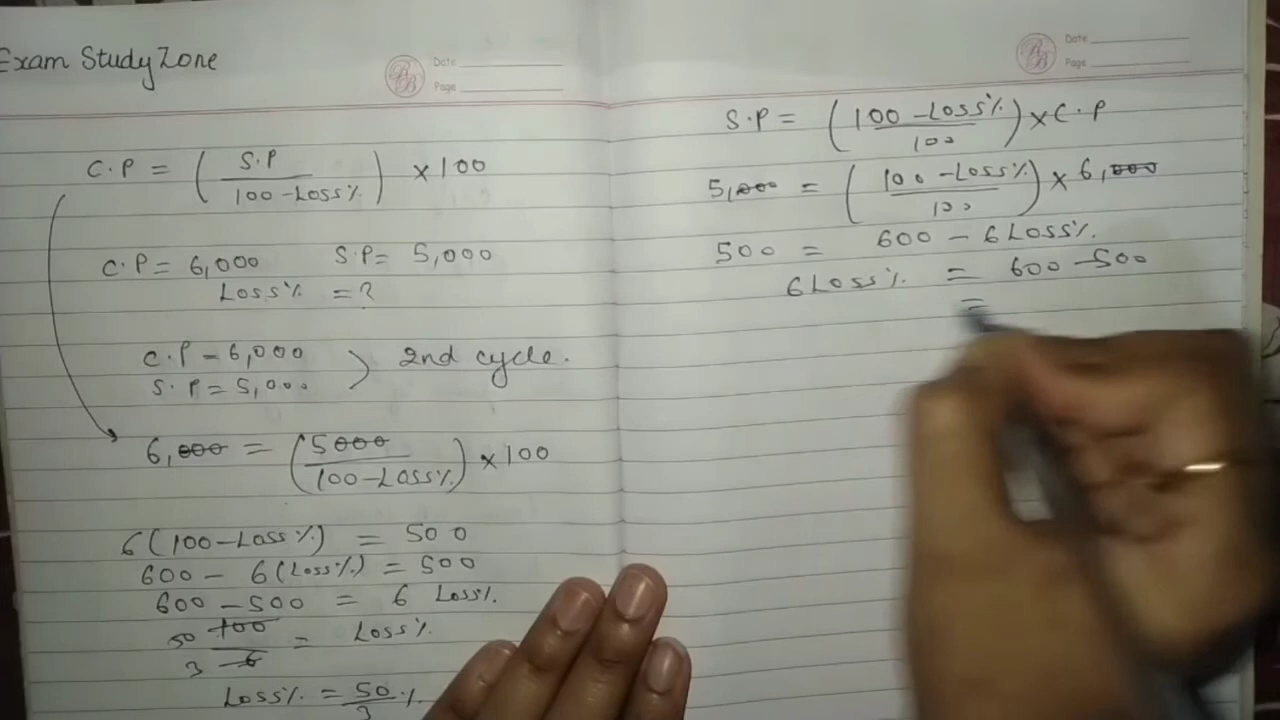 Exam Study Zone
Date
Page
C.P = ( S.P / 100 - Loss% ) × 100
C.P = 6,000 S.P = 5,000
Loss% = ?
C.P - 6,000
S.P = 5,000
2nd cycle.
6,000 = ( 5000 / 100 - Loss% ) × 100
6(100 - Loss%) = 500
600 - 6(Loss%) = 500
600 - 500 = 6 Loss%.
50 100 / 3 6 = Loss%.
Loss% = 50/3 %
Date
Page
S.P = ( 100 - Loss% / 100 ) × C.P
5,000 = ( 100 - Loss% / 100 ) × 6,000
500 = 600 - 6 Loss%.
6 Loss% = 600 - 500
=